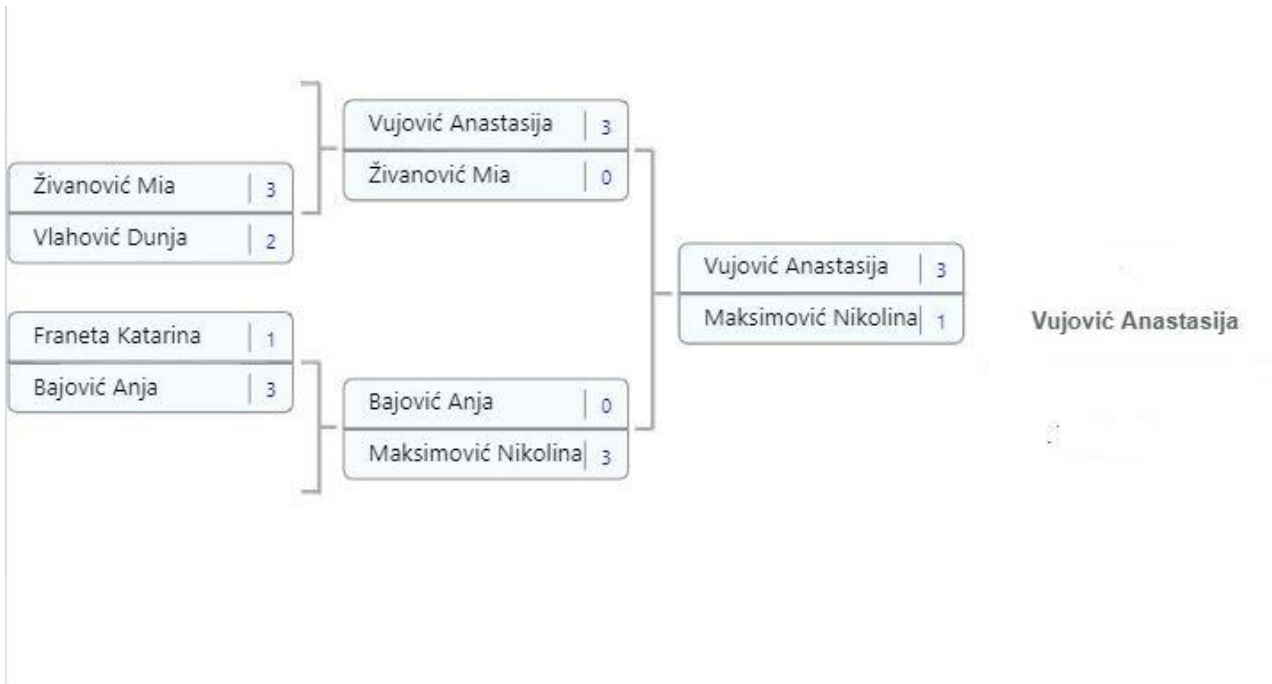 Živanović Mia 3
Vlahović Dunja 2
Franeta Katarina 1
Bajović Anja 3
Vujović Anastasija 3
Živanović Mia 0
Bajović Anja 0
Maksimović Nikolina 3
Vujović Anastasija 3
Maksimović Nikolina 1
Vujović Anastasija